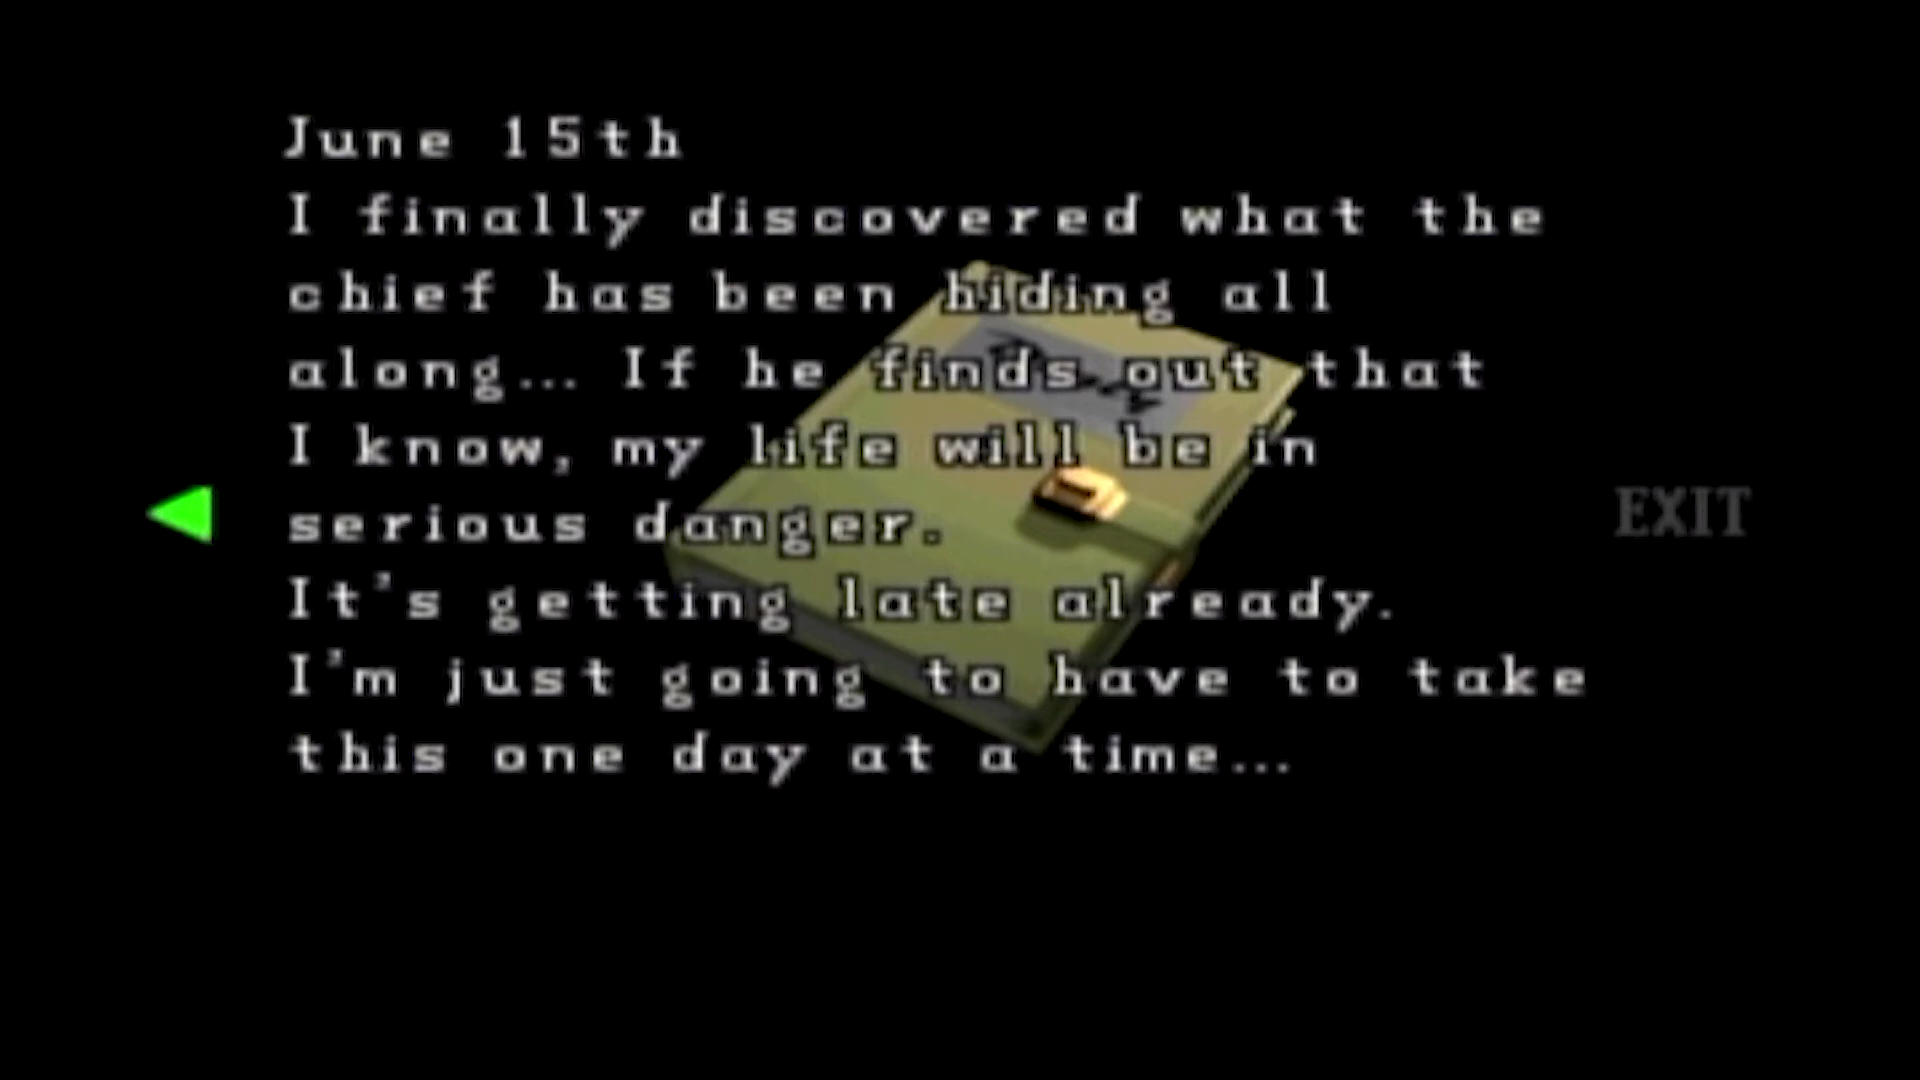 June 15th
I finally discovered what the
chief has been hiding all
along... If he finds out that
I know, my life will be in
serious danger.
It's getting late already.
I'm just going to have to take
this one day at a time...
EXIT